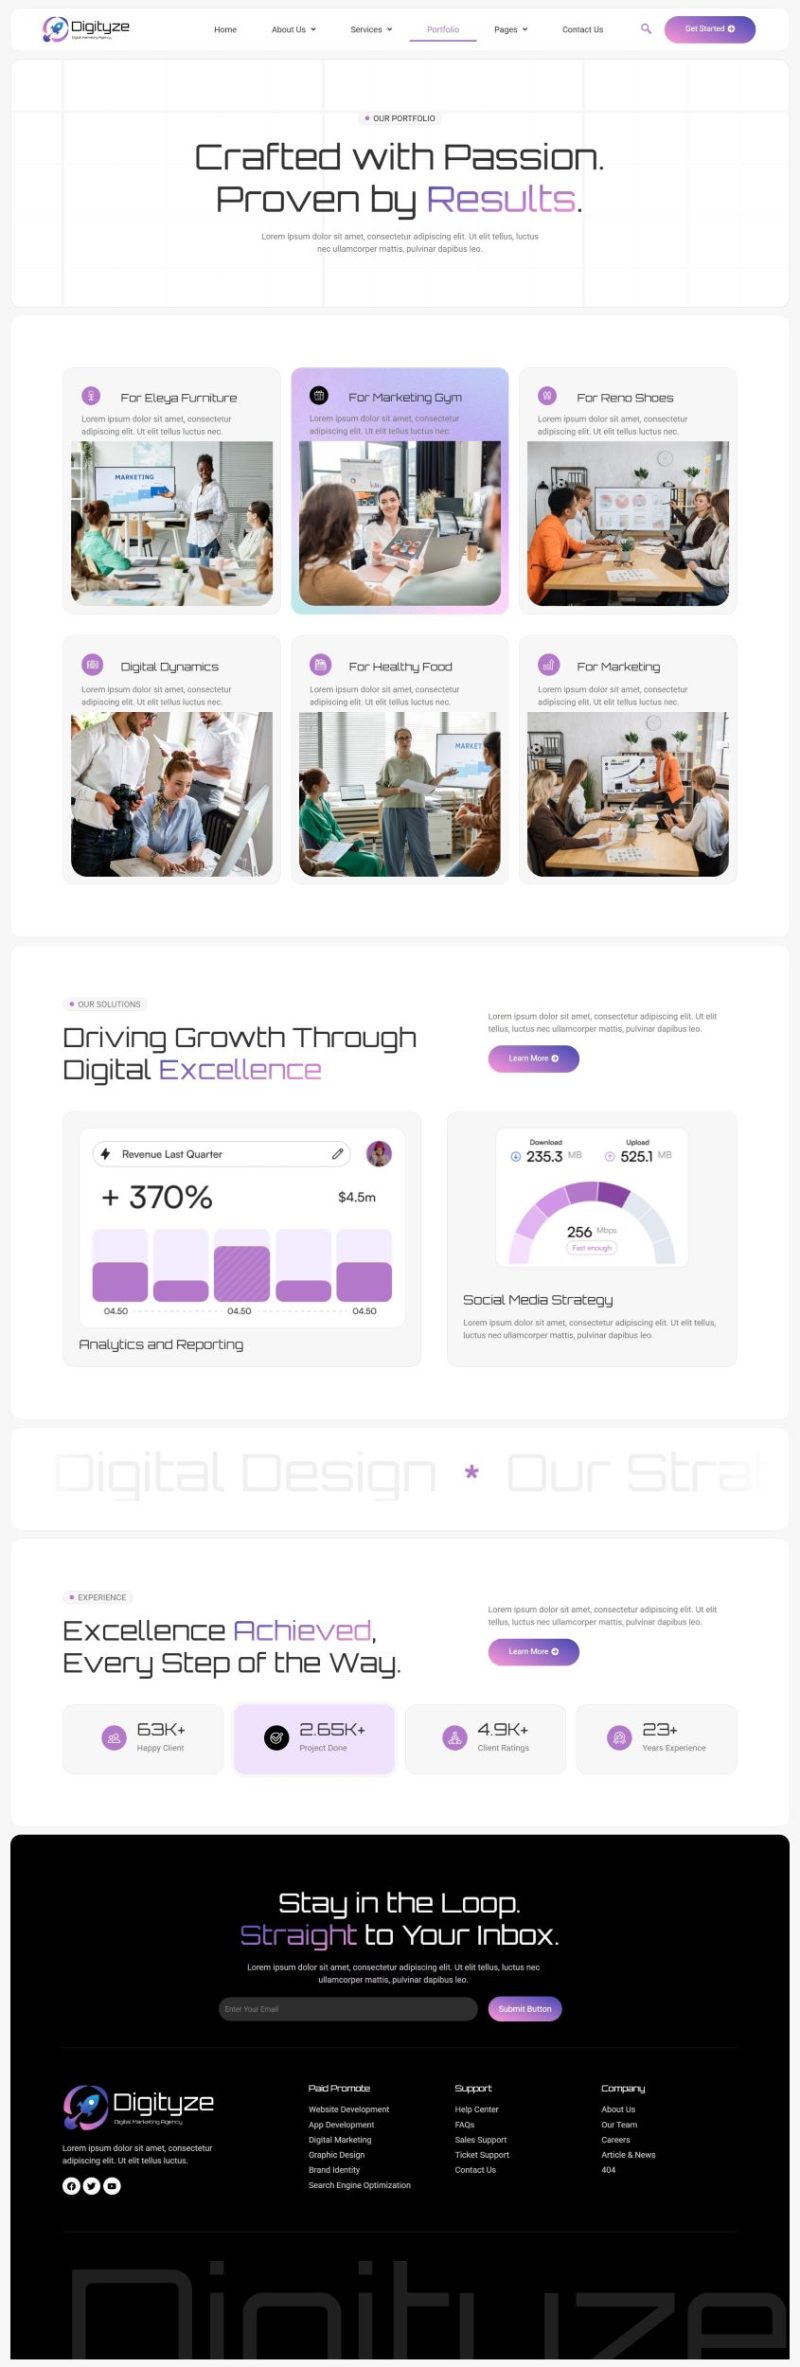 Digityze
Digital Marketing Agency
Home
About Us
Services
Portfolio
Pages
Contact Us
Get Started
OUR PORTFOLIO
Crafted with Passion.
Proven by Results.
Lorem ipsum dolor sit amet, consectetur adipiscing elit. Ut elit tellus, luctus
nec ullamcorper mattis, pulvinar dapibus leo.
For Eleya Furniture
Lorem ipsum dolor sit amet, consectetur
adipiscing elit. Ut elit tellus luctus nec.
MARKETING
For Marketing Gym
Lorem ipsum dolor sit amet, consectetur
adipiscing elit. Ut elit tellus luctus nec.
For Reno Shoes
Lorem ipsum dolor sit amet, consectetur
adipiscing elit. Ut elit tellus luctus nec.
Digital Dynamics
Lorem ipsum dolor sit amet, consectetur
adipiscing elit. Ut elit tellus luctus nec.
For Healthy Food
Lorem ipsum dolor sit amet, consectetur
adipiscing elit. Ut elit tellus luctus nec.
MARKET
For Marketing
Lorem ipsum dolor sit amet, consectetur
adipiscing elit. Ut elit tellus luctus nec.
OUR SOLUTIONS
Driving Growth Through
Digital Excellence
Lorem ipsum dolor sit amet, consectetur adipiscing elit. Ut elit
tellus, luctus nec ullamcorper mattis, pulvinar dapibus leo.
Learn More
Revenue Last Quarter
+ 370%
$4.5m
04.50
04.50
04.50
Analytics and Reporting
Download
235.3 MB
Upload
525.1 MB
256 Mbps
Fast enough
Social Media Strategy
Lorem ipsum dolor sit amet, consectetur adipiscing elit. Ut elit tellus,
luctus nec ullamcorper mattis, pulvinar dapibus leo.
Digital Design * Our Strat
EXPERIENCE
Excellence Achieved,
Every Step of the Way.
Lorem ipsum dolor sit amet, consectetur adipiscing elit. Ut elit
tellus, luctus nec ullamcorper mattis, pulvinar dapibus leo.
Learn More
63K+
Happy Client
2.65K+
Project Done
4.9K+
Client Ratings
23+
Years Experience
Stay in the Loop.
Straight to Your Inbox.
Lorem ipsum dolor sit amet, consectetur adipiscing elit. Ut elit tellus, luctus nec
ullamcorper mattis, pulvinar dapibus leo.
Enter Your Email
Submit Button
Digityze
Digital Marketing Agency
Lorem ipsum dolor sit amet, consectetur
adipiscing elit. Ut elit tellus luctus.
Paid Promote
Website Development
App Development
Digital Marketing
Graphic Design
Brand Identity
Search Engine Optimization
Support
Help Center
FAQs
Sales Support
Ticket Support
Contact Us
Company
About Us
Our Team
Careers
Article & News
404
Digityze